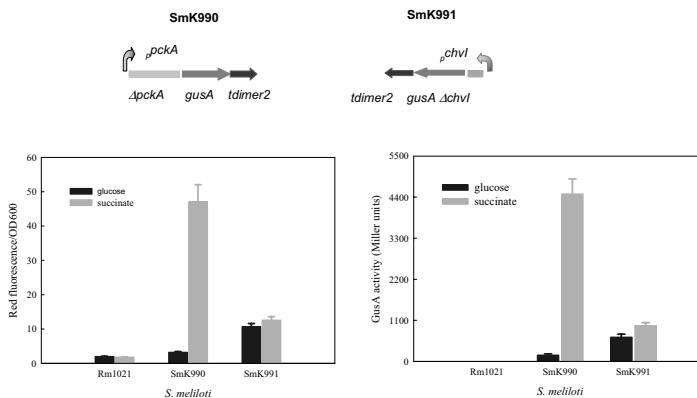 SmK990
SmK991
ppckA
pchvI
ΔpckA gusA tdimer2
tdimer2 gusA ΔchvI
60
50
40
30
20
10
0
Red fluorescence/OD600
glucose
succinate
Rm1021 SmK990 SmK991
S. meliloti
5500
4400
3300
2200
1100
0
GusA activity (Miller units)
glucose
succinate
Rm1021 SmK990 SmK991
S. meliloti